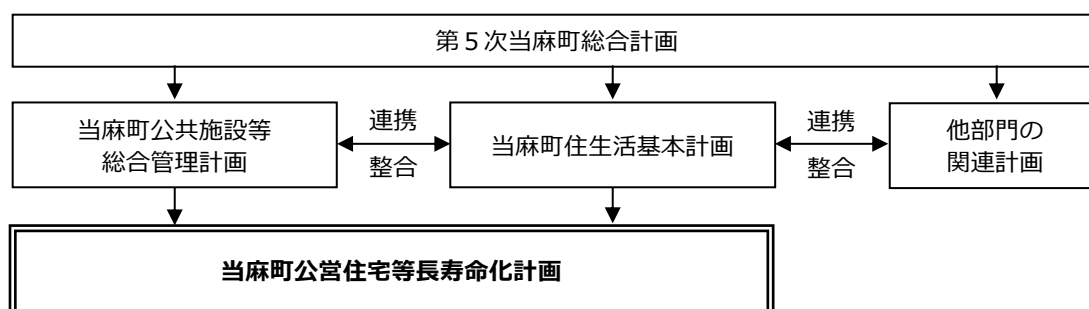 第５次当麻町総合計画
当麻町公共施設等
総合管理計画
連携
整合
当麻町住生活基本計画
連携
整合
他部門の
関連計画
当麻町公営住宅等長寿命化計画